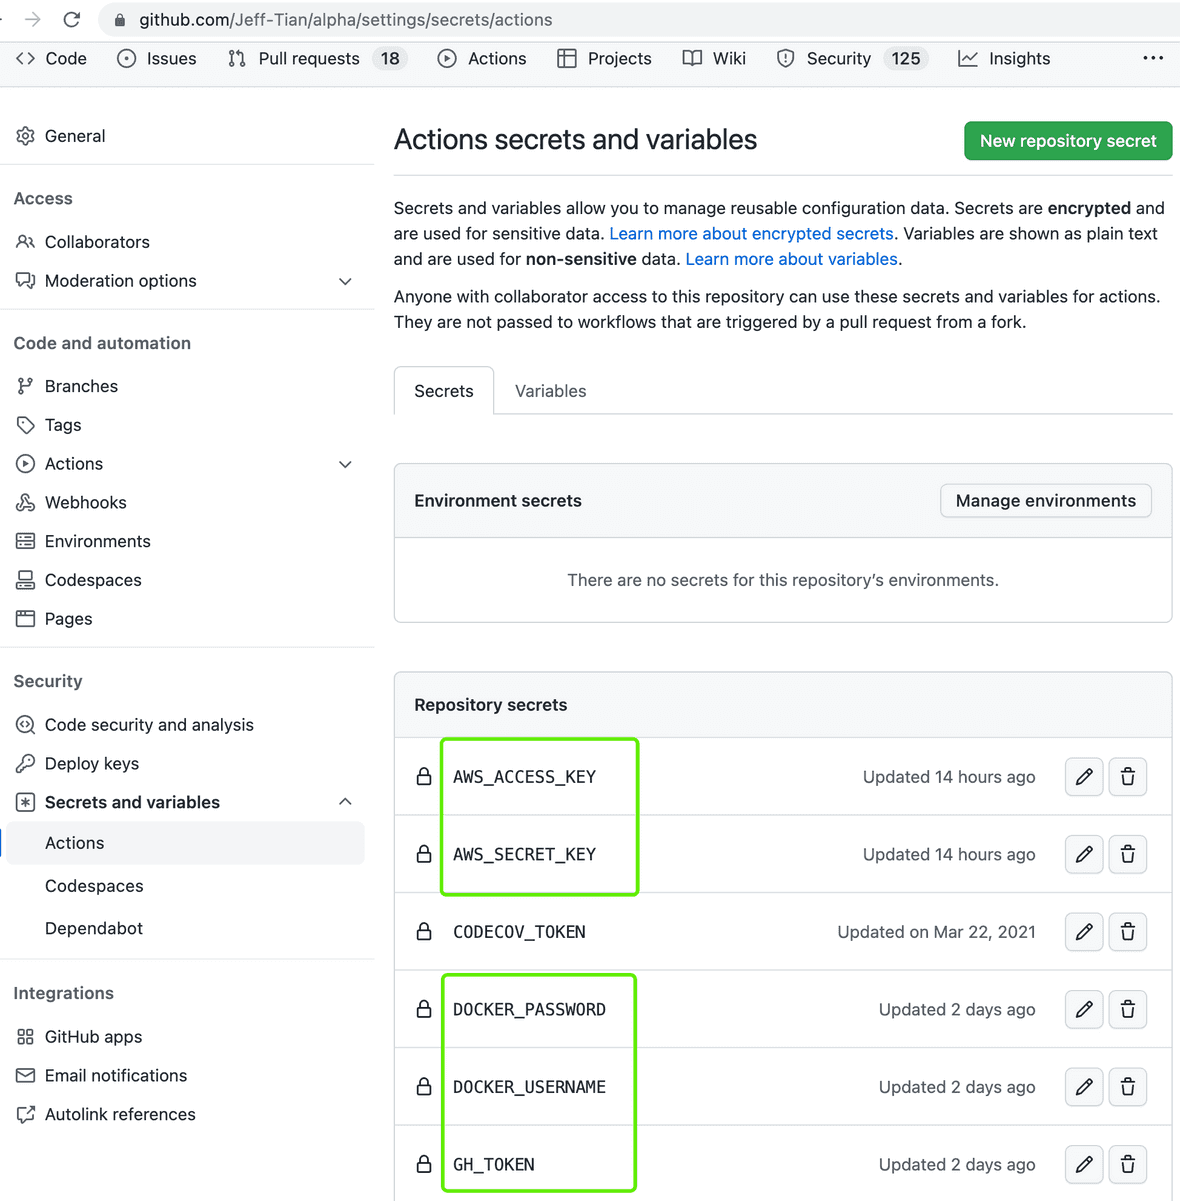 github.com/Jeff-Tian/alpha/settings/secrets/actions
Code Issues Pull requests 18 Actions Projects Wiki Security 125 Insights
General
Access
Collaborators
Moderation options
Code and automation
Branches
Tags
Actions
Webhooks
Environments
Codespaces
Pages
Security
Code security and analysis
Deploy keys
Secrets and variables
Actions
Codespaces
Dependabot
Integrations
GitHub apps
Email notifications
Autolink references
Actions secrets and variables
New repository secret
Secrets and variables allow you to manage reusable configuration data. Secrets are encrypted and
are used for sensitive data. Learn more about encrypted secrets. Variables are shown as plain text
and are used for non-sensitive data. Learn more about variables.
Anyone with collaborator access to this repository can use these secrets and variables for actions.
They are not passed to workflows that are triggered by a pull request from a fork.
Secrets Variables
Environment secrets Manage environments
There are no secrets for this repository’s environments.
Repository secrets
AWS_ACCESS_KEY Updated 14 hours ago
AWS_SECRET_KEY Updated 14 hours ago
CODECOV_TOKEN Updated on Mar 22, 2021
DOCKER_PASSWORD Updated 2 days ago
DOCKER_USERNAME Updated 2 days ago
GH_TOKEN Updated 2 days ago